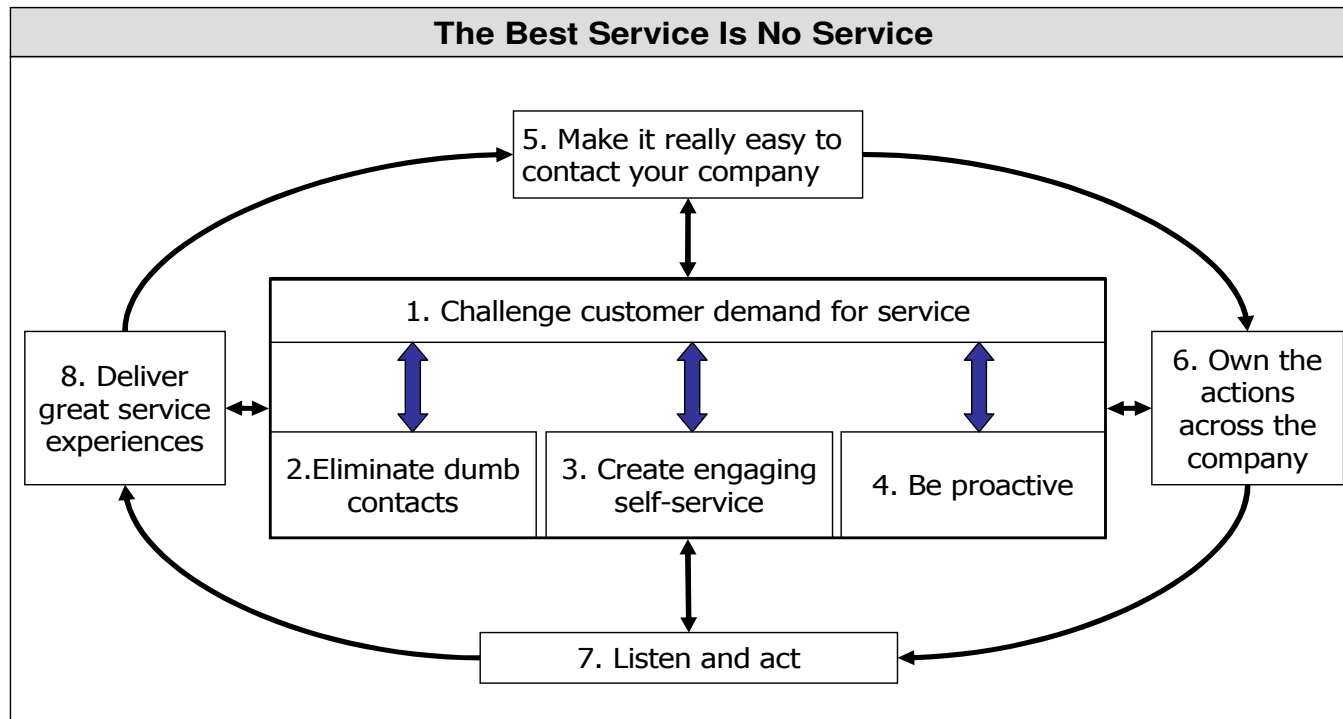 The Best Service Is No Service
5. Make it really easy to
contact your company
1. Challenge customer demand for service
8. Deliver
great service
experiences
6. Own the
actions
across the
company
2.Eliminate dumb
contacts
3. Create engaging
self-service
4. Be proactive
7. Listen and act